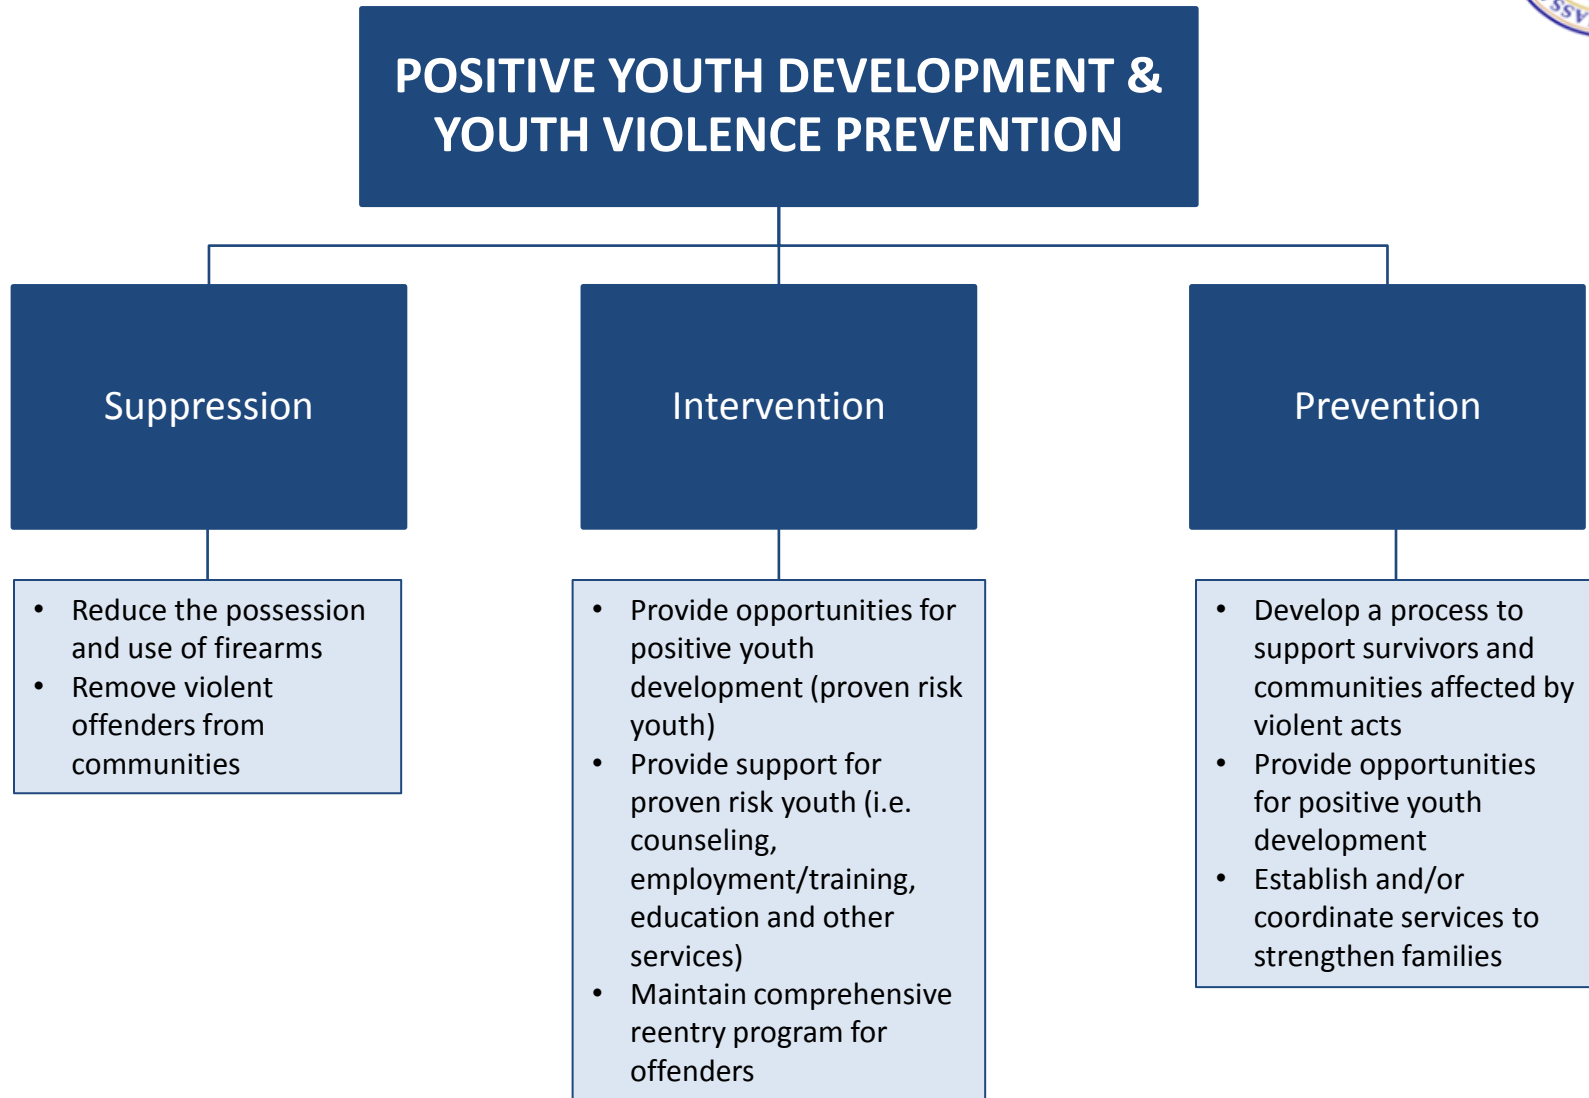 POSITIVE YOUTH DEVELOPMENT &
YOUTH VIOLENCE PREVENTION
Suppression
Intervention
Prevention
• Reduce the possession
and use of firearms
• Remove violent
offenders from
communities
• Provide opportunities for
positive youth
development (proven risk
youth)
• Provide support for
proven risk youth (i.e.
counseling,
employment/training,
education and other
services)
• Maintain comprehensive
reentry program for
offenders
• Develop a process to
support survivors and
communities affected by
violent acts
• Provide opportunities
for positive youth
development
• Establish and/or
coordinate services to
strengthen families